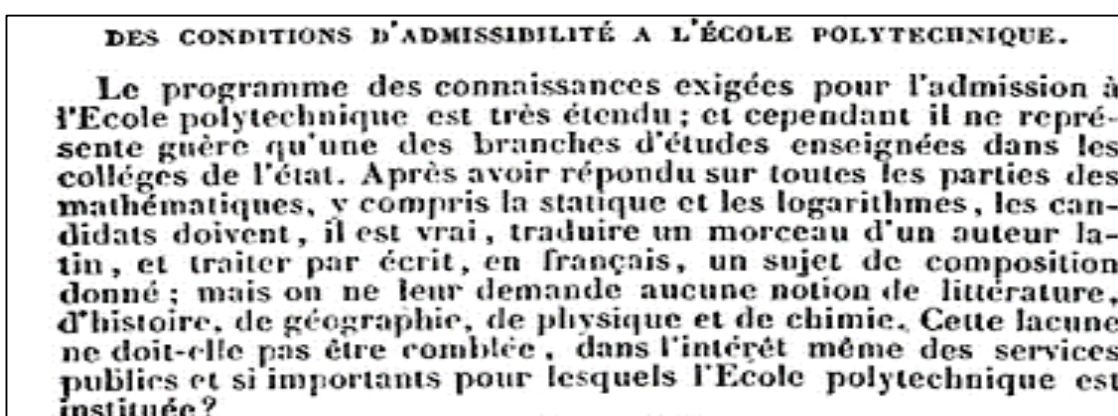 DES CONDITIONS D'ADMISSIBILITÉ A L'ÉCOLE POLYTECHNIQUE.
Le programme des connaissances exigées pour l'admission à
l'Ecole polytechnique est très étendu ; et cependant il ne repré-
sente guère qu'une des branches d'études enseignées dans les
colléges de l'état. Après avoir répondu sur toutes les parties des
mathématiques, y compris la statique et les logarithmes, les can-
didats doivent, il est vrai, traduire un morceau d'un auteur la-
tin, et traiter par écrit, en français, un sujet de composition
donné ; mais on ne leur demande aucune notion de littérature,
d'histoire, de géographie, de physique et de chimie. Cette lacune
ne doit-elle pas être comblée, dans l'intérêt même des services
publics et si importants pour lesquels l'Ecole polytechnique est
instituée ?